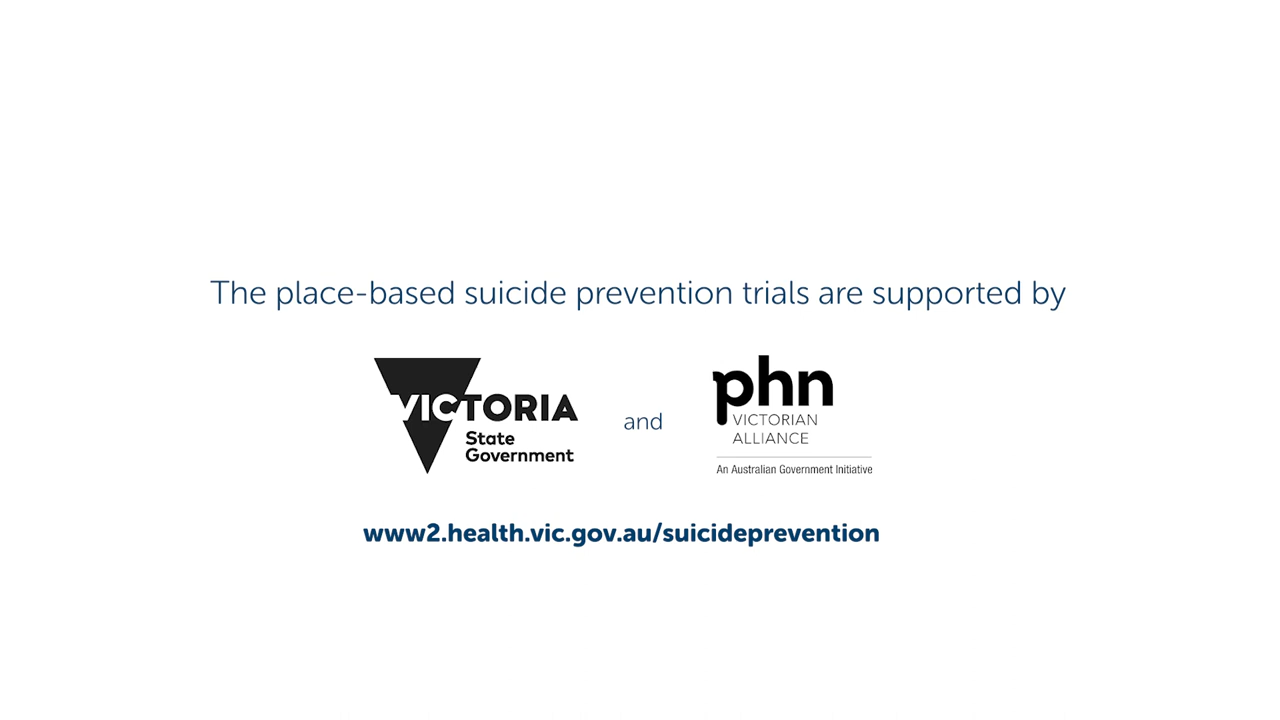 The place-based suicide prevention trials are supported by
VICTORIA
State
Government
and
phn
VICTORIAN
ALLIANCE
An Australian Government Initiative
www2.health.vic.gov.au/suicideprevention